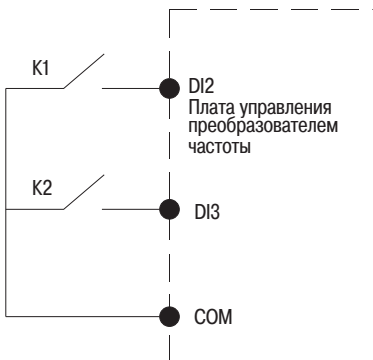 K1
DI2
Плата управления
преобразователем
частоты
K2
DI3
COM